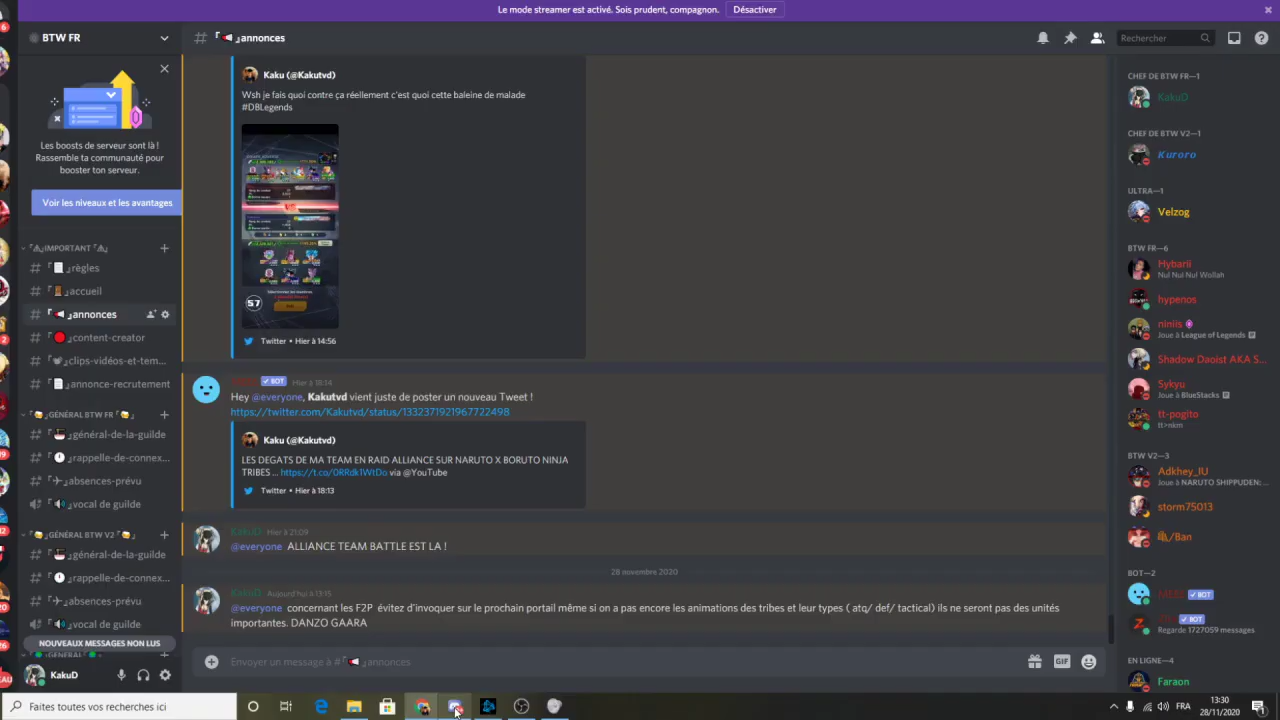 Le mode streamer est activé. Sois prudent, compagnon.
Désactiver
BTW FR
「📢」annonces
Rechercher
Les boosts de serveur sont là !
Rassemble ta communauté pour
booster ton serveur.
Voir les niveaux et les avantages
IMPORTANT
règles
accueil
annonces
content-creator
clips-vidéos-et-tem...
annonce-recrutement
GÉNÉRAL BTW FR
général-de-la-guilde
rappelle-de-connex...
absences-prévu
vocal de guilde
GÉNÉRAL BTW V2
général-de-la-guilde
rappelle-de-connex...
absences-prévu
vocal de guilde
NOUVEAUX MESSAGES NON LUS
KakuD
Kaku (@Kakutvd)
Wsh je fais quoi contre ça réellement c'est quoi cette baleine de malade
#DBLegends
57
Twitter • Hier à 14:56
BOT Hier à 18:14
Hey @everyone, Kakutvd vient juste de poster un nouveau Tweet !
https://twitter.com/Kakutvd/status/1332371921967722498
Kaku (@Kakutvd)
LES DEGATS DE MA TEAM EN RAID ALLIANCE SUR NARUTO X BORUTO NINJA
TRIBES ... https://t.co/0RRdk1WtDo via @YouTube
Twitter • Hier à 18:13
KakuD Hier à 21:09
@everyone ALLIANCE TEAM BATTLE EST LA !
28 novembre 2020
KakuD Aujourd'hui à 13:15
@everyone concernant les F2P évitez d'invoquer sur le prochain portail même si on a pas encore les animations des tribes et leur types ( atq/ def/ tactical) ils ne seront pas des unités
importantes. DANZO GAARA
Envoyer un message à #「📢」annonces
GIF
CHEF DE BTW FR—1
KakuD
CHEF DE BTW V2—1
Kuroro
ULTRA—1
Velzog
BTW FR—6
Hybarii
Nul Nul Nul Wollah
hypenos
niniis
Joue à League of Legends
Shadow Daoist AKA S...
Sykyu
Joue à BlueStacks
tt-pogito
tt>nkm
BTW V2—3
Adkhey_IU
Joue à NARUTO SHIPPUDEN: ...
storm75013
/Ban
BOT—2
BOT
BOT
Regarde 1727059 messages
EN LIGNE—4
Faraon
Faites toutes vos recherches ici
FRA
13:30
28/11/2020